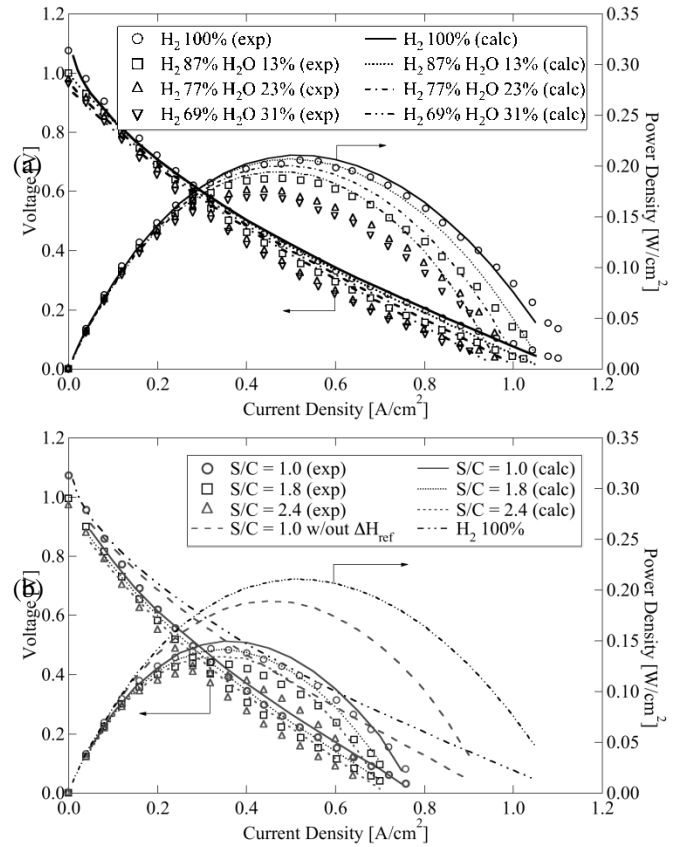 0.35
1.2
H2 100% (exp) H2 100% (calc)
H2 87% H2O 13% (exp) H2 87% H2O 13% (calc)
H2 77% H2O 23% (exp) H2 77% H2O 23% (calc)
H2 69% H2O 31% (exp) H2 69% H2O 31% (calc)
1.0
0.8
0.6
0.4
0.2
0.0
(a)
Voltage [V]
0.30
0.25
0.20
0.15
0.10
0.05
0.00
Power Density [W/cm2]
0.0 0.2 0.4 0.6 0.8 1.0 1.2
Current Density [A/cm2]
0.35
1.2
S/C = 1.0 (exp) S/C = 1.0 (calc)
S/C = 1.8 (exp) S/C = 1.8 (calc)
S/C = 2.4 (exp) S/C = 2.4 (calc)
S/C = 1.0 w/out ΔHref H2 100%
1.0
0.8
0.6
0.4
0.2
0.0
(b)
Voltage [V]
0.30
0.25
0.20
0.15
0.10
0.05
0.00
Power Density [W/cm2]
0.0 0.2 0.4 0.6 0.8 1.0 1.2
Current Density [A/cm2]